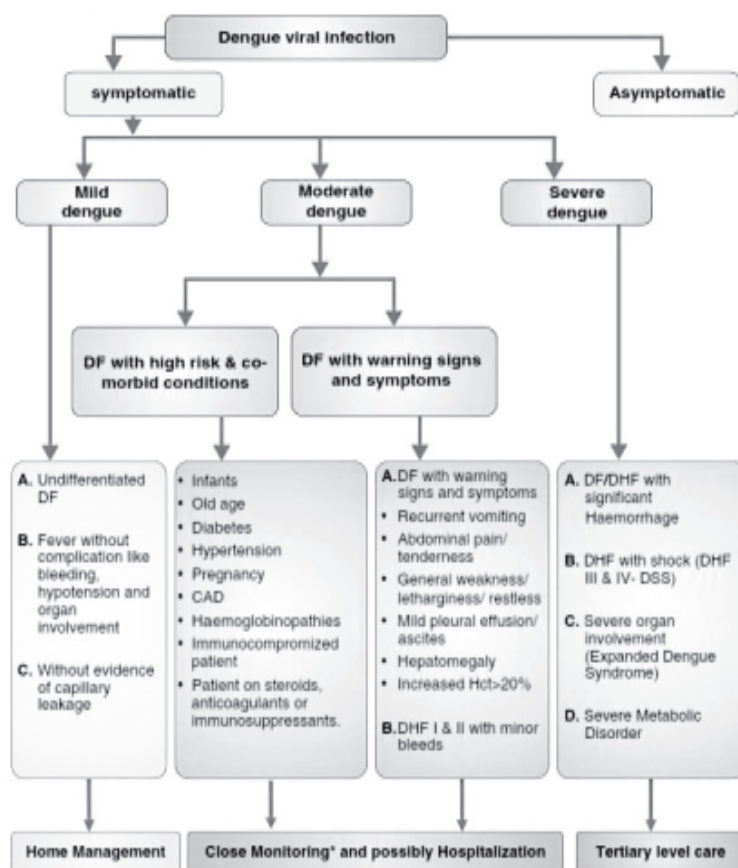 Dengue viral infection
symptomatic
Asymptomatic
Mild
dengue
Moderate
dengue
Severe
dengue
DF with high risk & co-
morbid conditions
DF with warning signs
and symptoms
A. Undifferentiated
DF
B. Fever without
complication like
bleeding,
hypotension and
organ
involvement
C. Without evidence
of capillary
leakage
• Infants
• Old age
• Diabetes
• Hypertension
• Pregnancy
• CAD
• Haemoglobinopathies
• Immunocompromized
patient
• Patient on steroids,
anticoagulants or
immunosuppressants.
A. DF with warning
signs and symptoms
• Recurrent vomiting
• Abdominal pain/
tenderness
• General weakness/
letharginess/ restless
• Mild pleural effusion/
ascites
• Hepatomegaly
• Increased Hct>20%
B. DHF I & II with minor
bleeds
A. DF/DHF with
significant
Haemorrhage
B. DHF with shock (DHF
III & IV- DSS)
C. Severe organ
involvement
(Expanded Dengue
Syndrome)
D. Severe Metabolic
Disorder
Home Management
Close Monitoring* and possibly Hospitalization
Tertiary level care